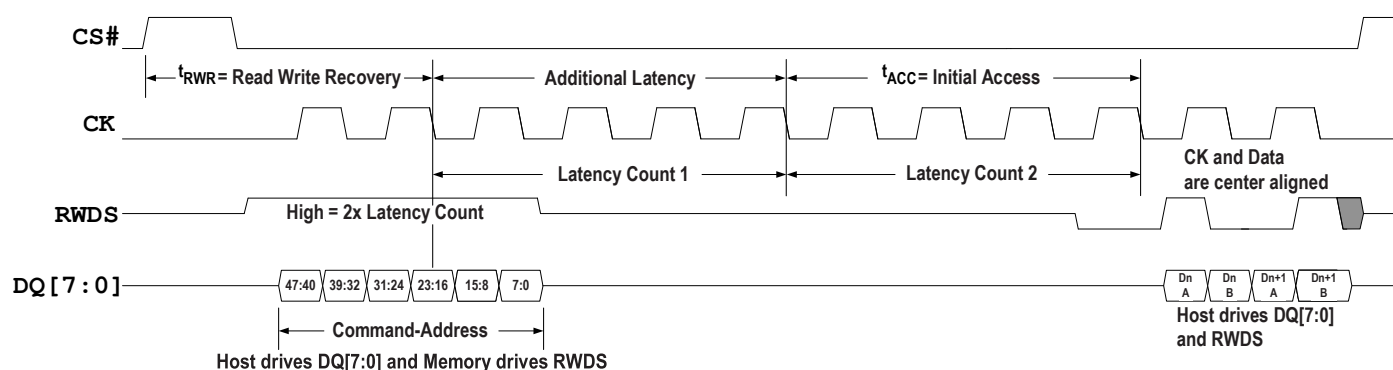 CS#
tRWR = Read Write Recovery
Additional Latency
tACC = Initial Access
CK
Latency Count 1
Latency Count 2
CK and Data
are center aligned
RWDS
High = 2x Latency Count
DQ[7:0]
47:40 39:32 31:24 23:16 15:8 7:0
Dn A Dn B Dn+1 A Dn+1 B
Command-Address
Host drives DQ[7:0]
and RWDS
Host drives DQ[7:0] and Memory drives RWDS